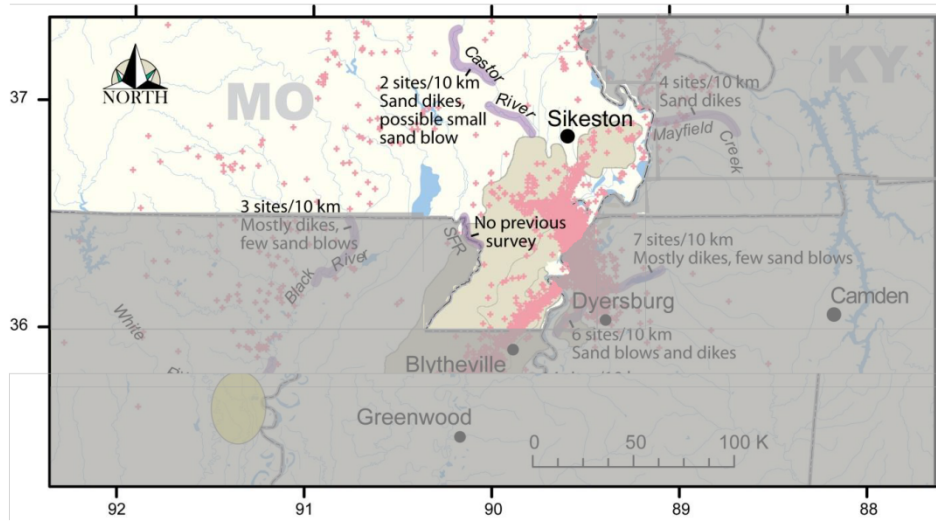 37
36
92
91
90
89
88
NORTH
MO
KY
Castor
River
2 sites/10 km
Sand dikes,
possible small
sand blow
Sikeston
4 sites/10 km
Sand dikes
Mayfield
Creek
3 sites/10 km
Mostly dikes,
few sand blows
Black
River
SFR
No previous
survey
7 sites/10 km
Mostly dikes, few sand blows
White
Dyersburg
Camden
6 sites/10 km
Sand blows and dikes
Blytheville
Greenwood
0
50
100 K